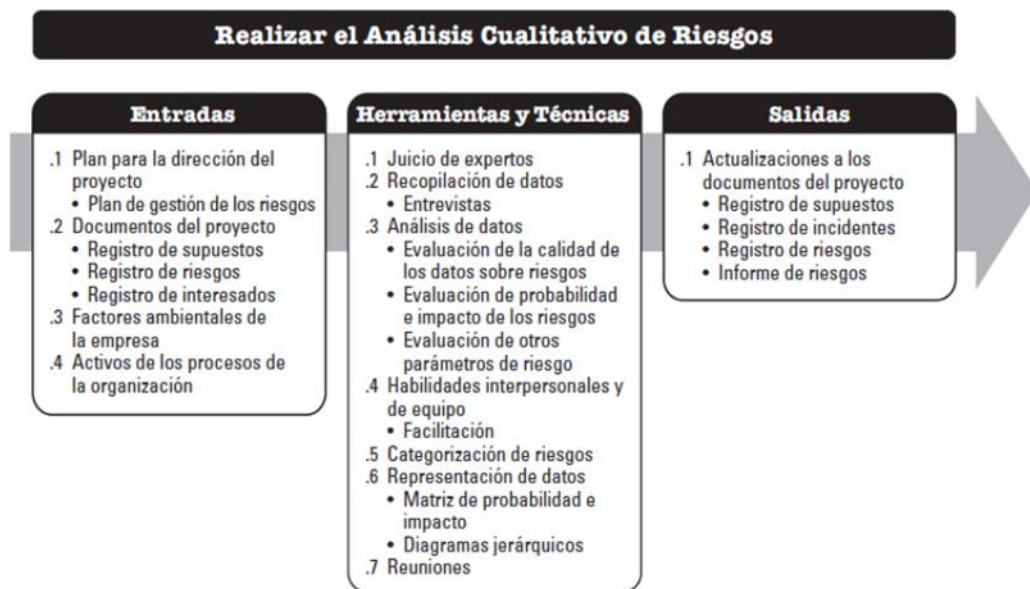 Realizar el Análisis Cualitativo de Riesgos
Entradas
.1 Plan para la dirección del
proyecto
• Plan de gestión de los riesgos
.2 Documentos del proyecto
• Registro de supuestos
• Registro de riesgos
• Registro de interesados
.3 Factores ambientales de
la empresa
.4 Activos de los procesos de
la organización
Herramientas y Técnicas
.1 Juicio de expertos
.2 Recopilación de datos
• Entrevistas
.3 Análisis de datos
• Evaluación de la calidad de
los datos sobre riesgos
• Evaluación de probabilidad
e impacto de los riesgos
• Evaluación de otros
parámetros de riesgo
.4 Habilidades interpersonales y
de equipo
• Facilitación
.5 Categorización de riesgos
.6 Representación de datos
• Matriz de probabilidad e
impacto
• Diagramas jerárquicos
.7 Reuniones
Salidas
.1 Actualizaciones a los
documentos del proyecto
• Registro de supuestos
• Registro de incidentes
• Registro de riesgos
• Informe de riesgos